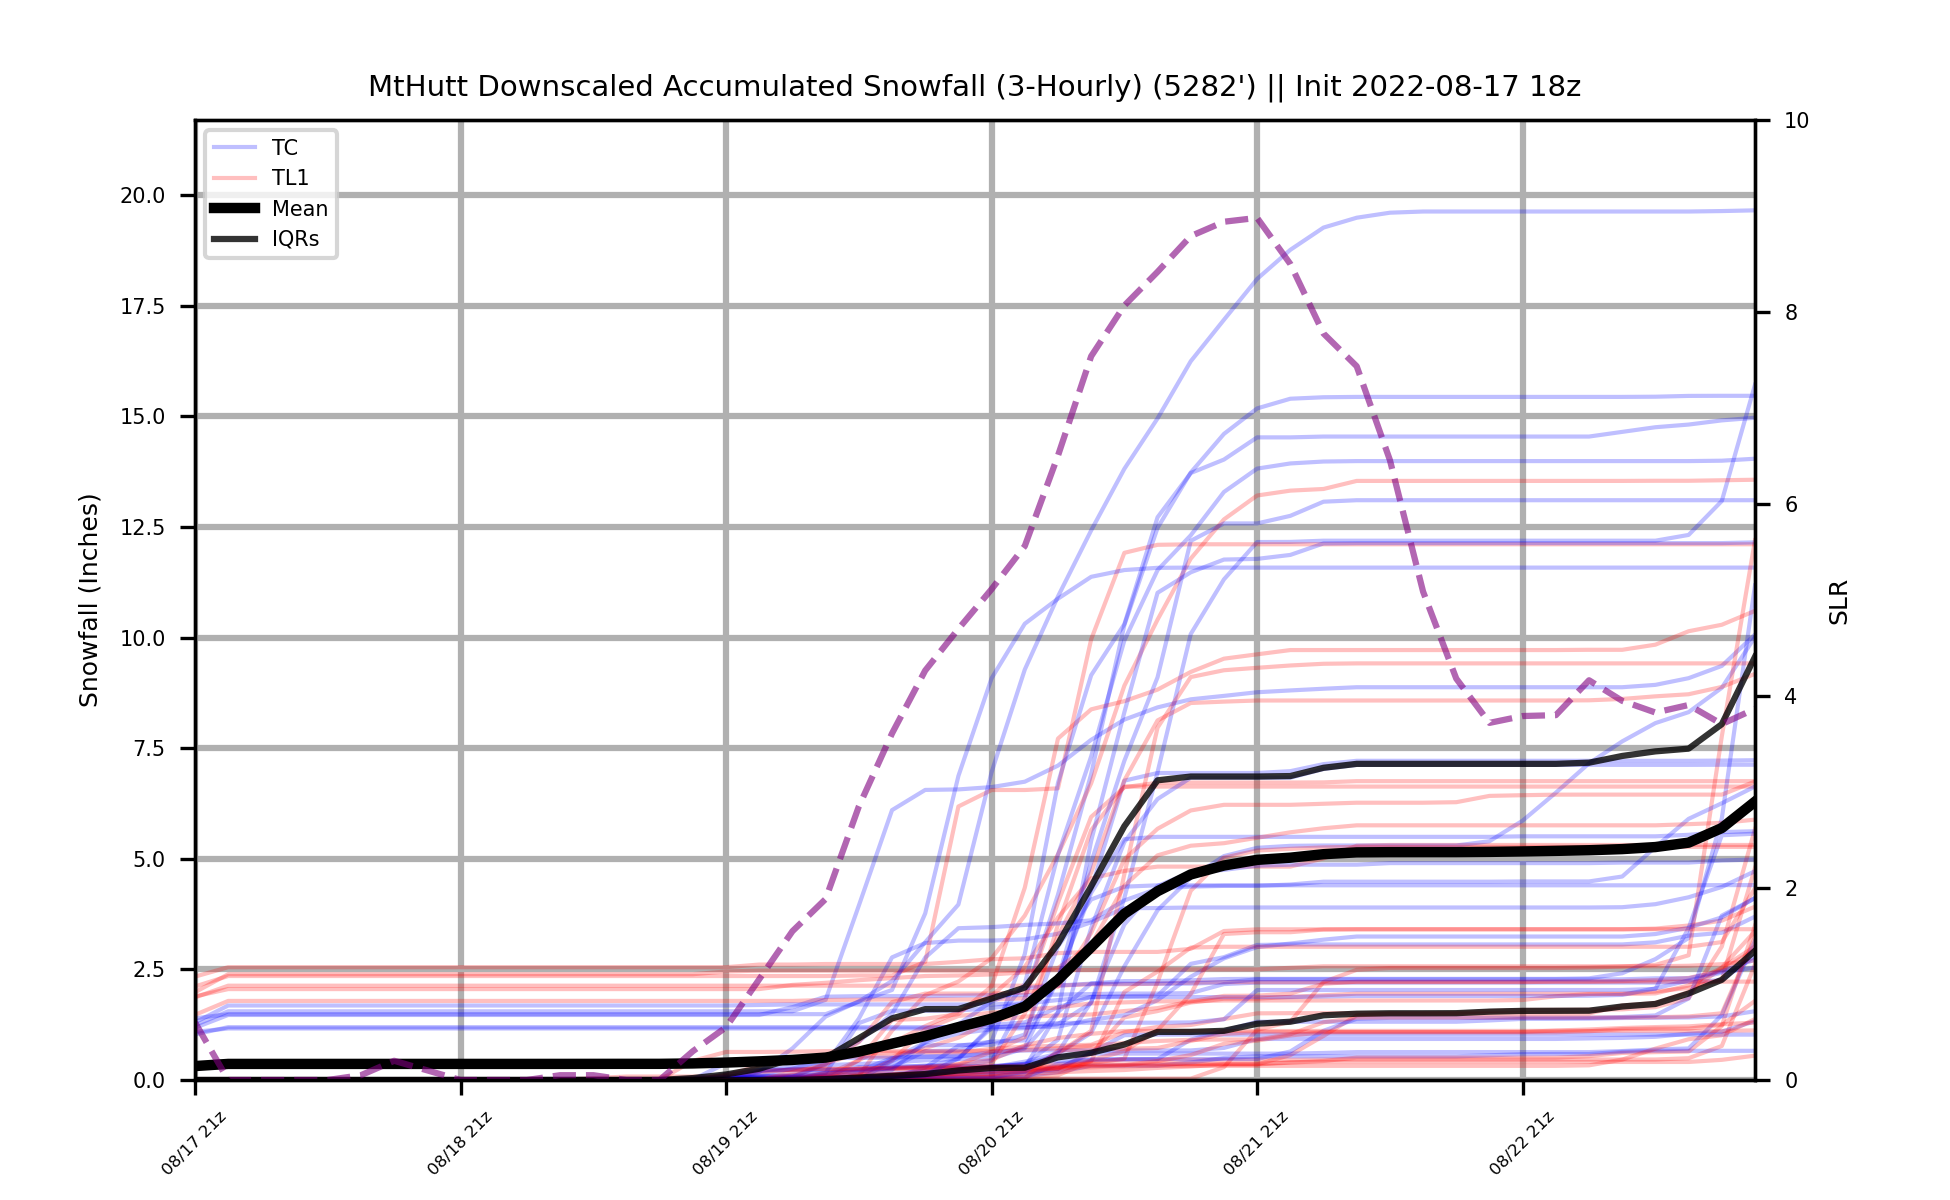 MtHutt Downscaled Accumulated Snowfall (3-Hourly) (5282') || Init 2022-08-17 18z
TC
TL1
Mean
IQRs
Snowfall (Inches)
20.0
17.5
15.0
12.5
10.0
7.5
5.0
2.5
0.0
10
8
6
4
2
0
SLR
08/17 21z
08/18 21z
08/19 21z
08/20 21z
08/21 21z
08/22 21z